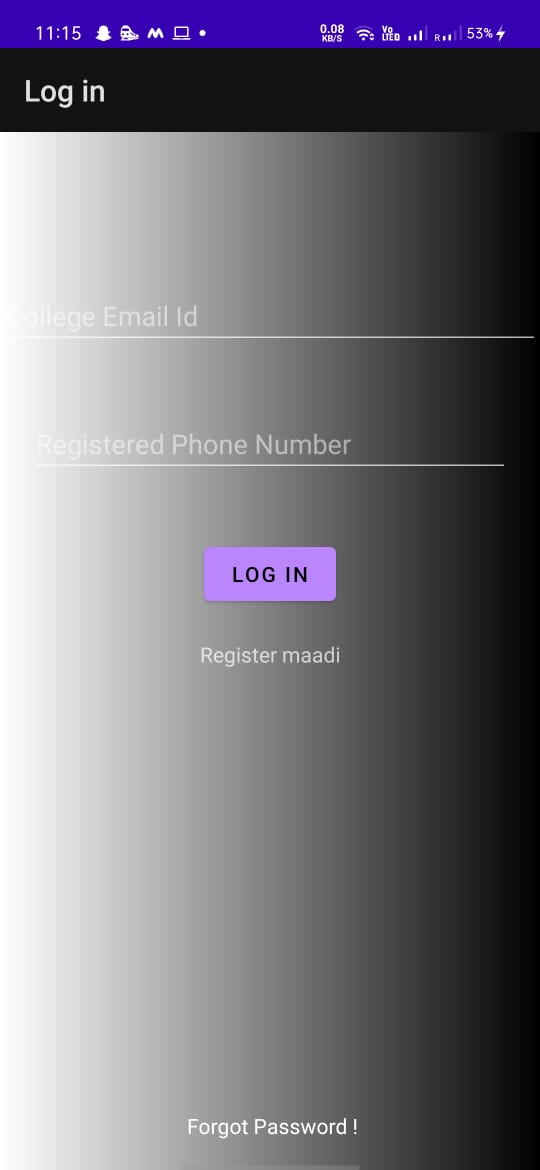 11:15 0.08 KB/S Vo LTE D R 53%
Log in
College Email Id
Registered Phone Number
LOG IN
Register maadi
Forgot Password !